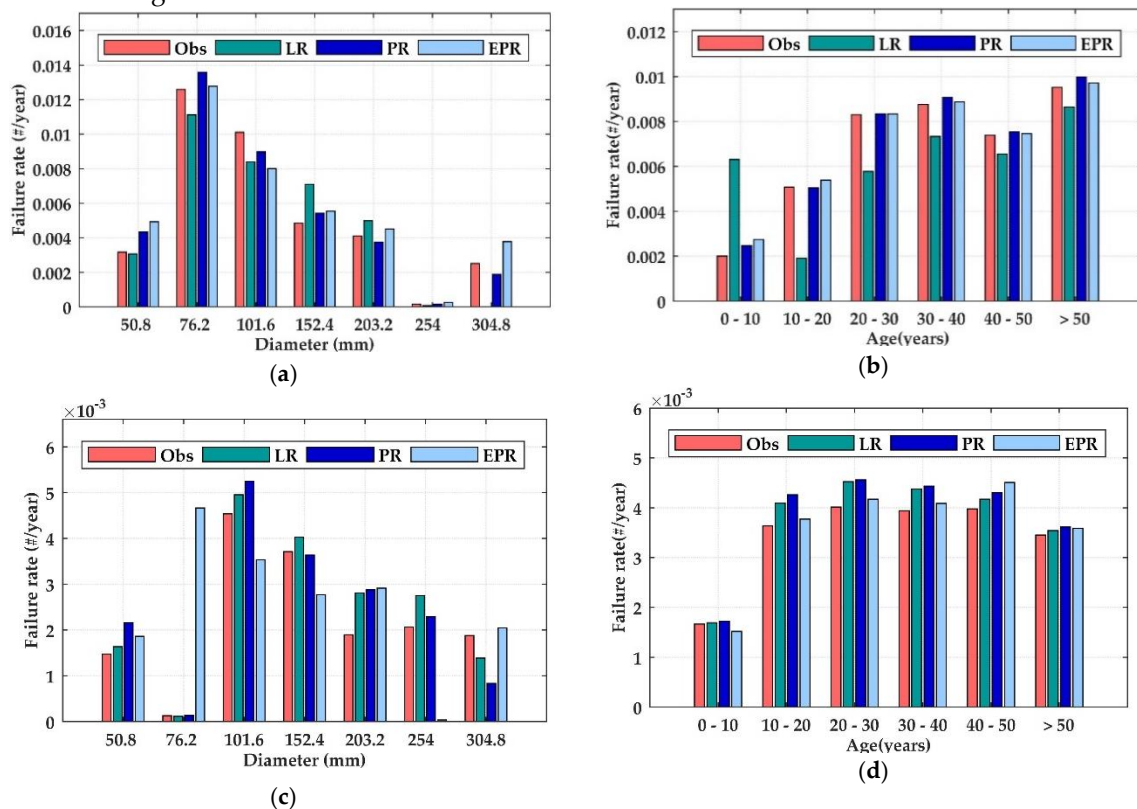 0.016
0.014
0.012
0.01
0.008
0.006
0.004
0.002
0
Failure rate (#/year)
Obs LR PR EPR
50.8 76.2 101.6 152.4 203.2 254 304.8
Diameter (mm)
(a)
0.012
0.01
0.008
0.006
0.004
0.002
0
Failure rate(#/year)
Obs LR PR EPR
0 - 10 10 - 20 20 - 30 30 - 40 40 - 50 > 50
Age(years)
(b)
×10-3
6
5
4
3
2
1
0
Failure rate (#/year)
Obs LR PR EPR
50.8 76.2 101.6 152.4 203.2 254 304.8
Diameter (mm)
(c)
×10-3
6
5
4
3
2
1
0
Failure rate(#/year)
Obs LR PR EPR
0 - 10 10 - 20 20 - 30 30 - 40 40 - 50 > 50
Age(years)
(d)